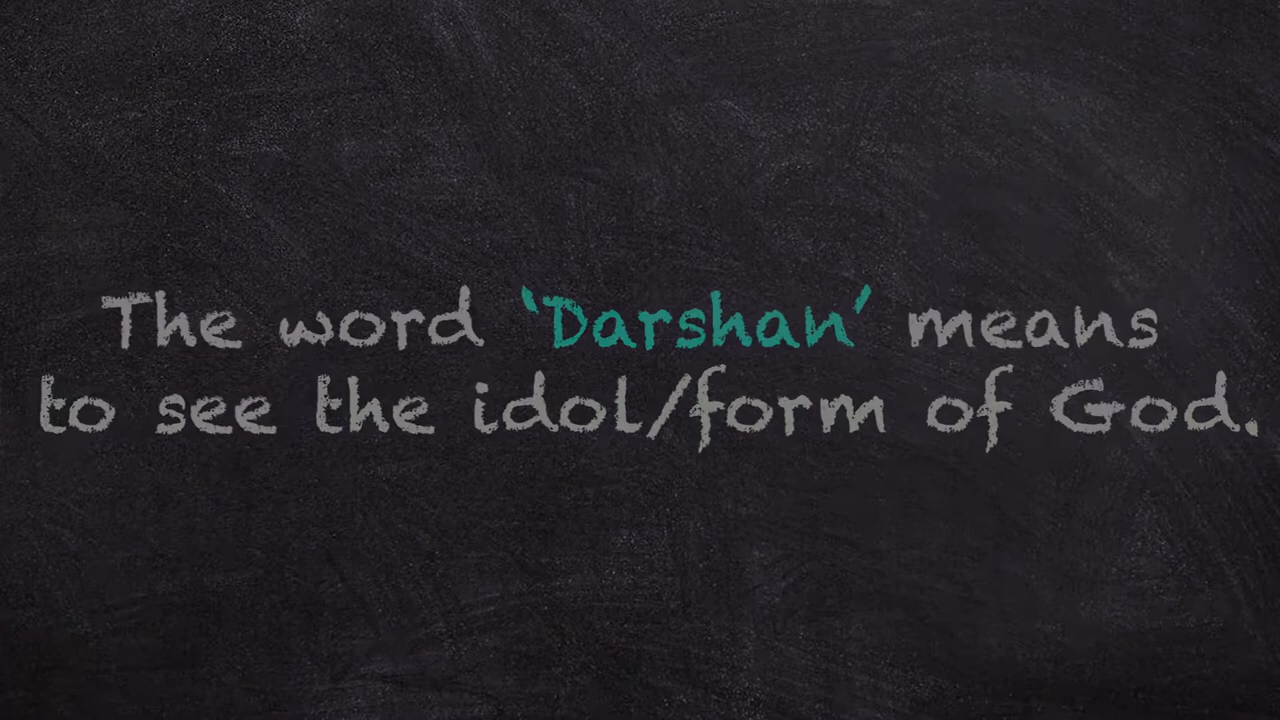 The word ‘Darshan’ means
to see the idol/form of God.